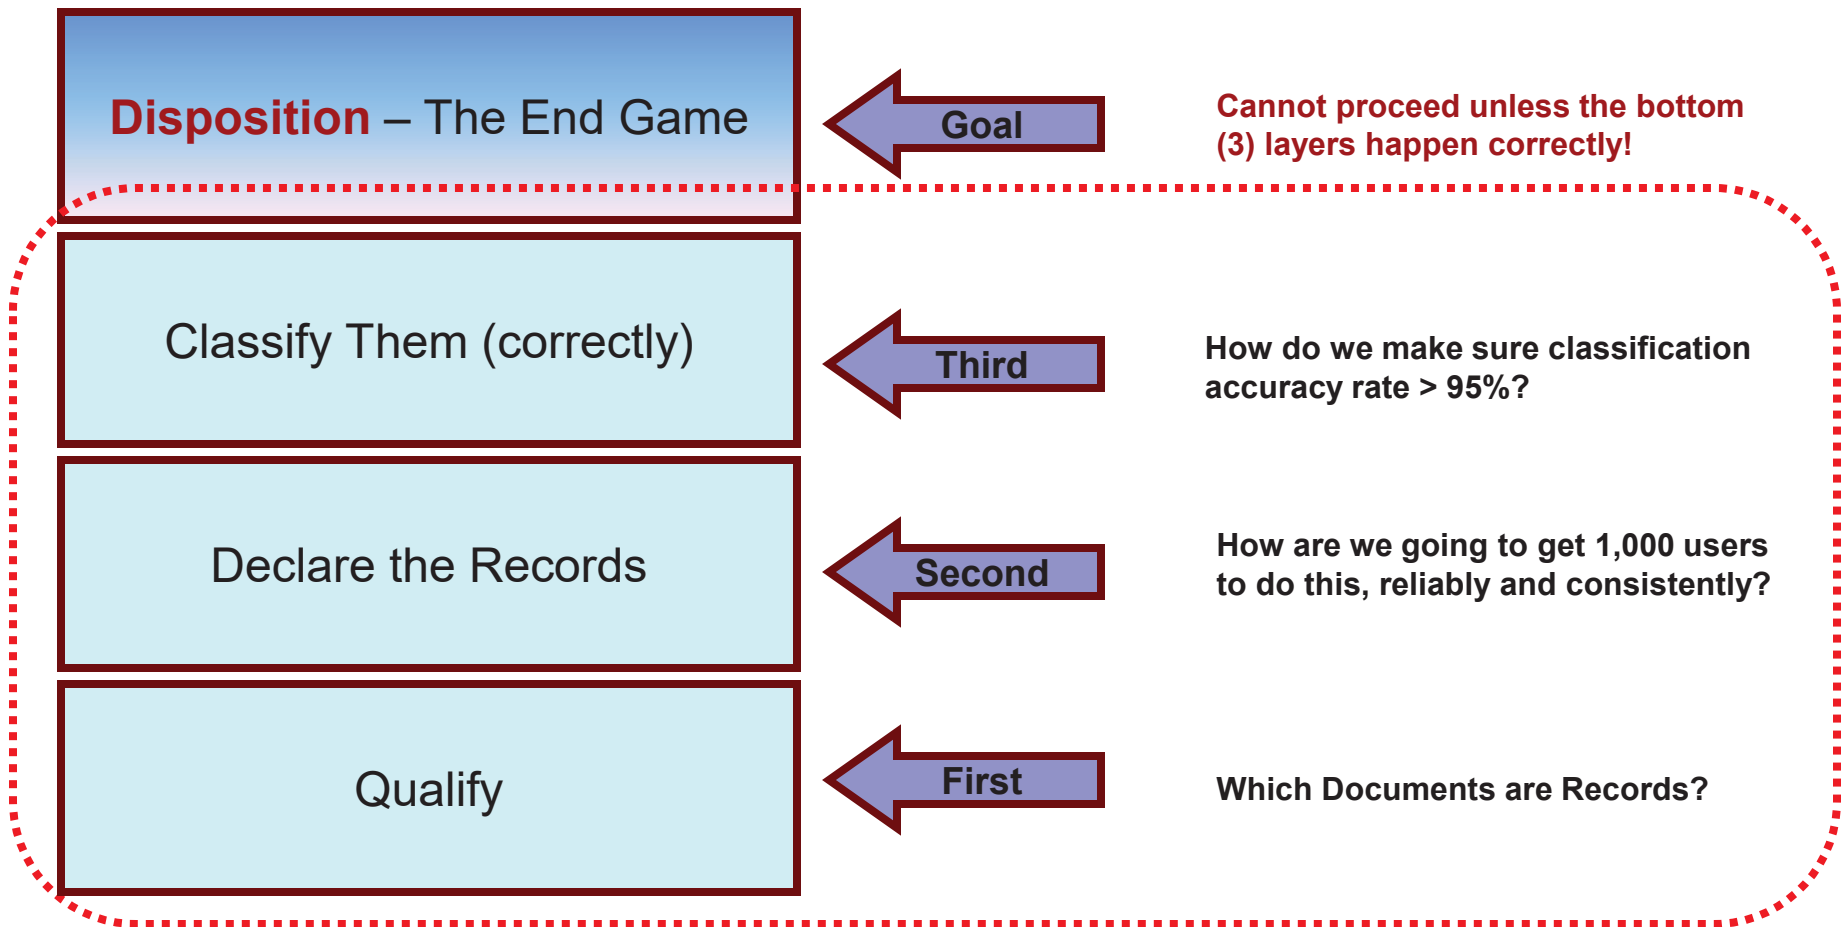 Disposition – The End Game
Goal
Cannot proceed unless the bottom
(3) layers happen correctly!
Classify Them (correctly)
Third
How do we make sure classification
accuracy rate > 95%?
Declare the Records
Second
How are we going to get 1,000 users
to do this, reliably and consistently?
Qualify
First
Which Documents are Records?